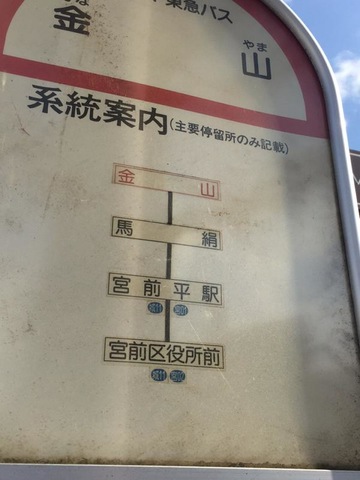 東急バス
な やま
金 山
系統案内(主要停留所のみ記載)
金 山
馬 絹
宮 前 平 駅
宮前区役所前